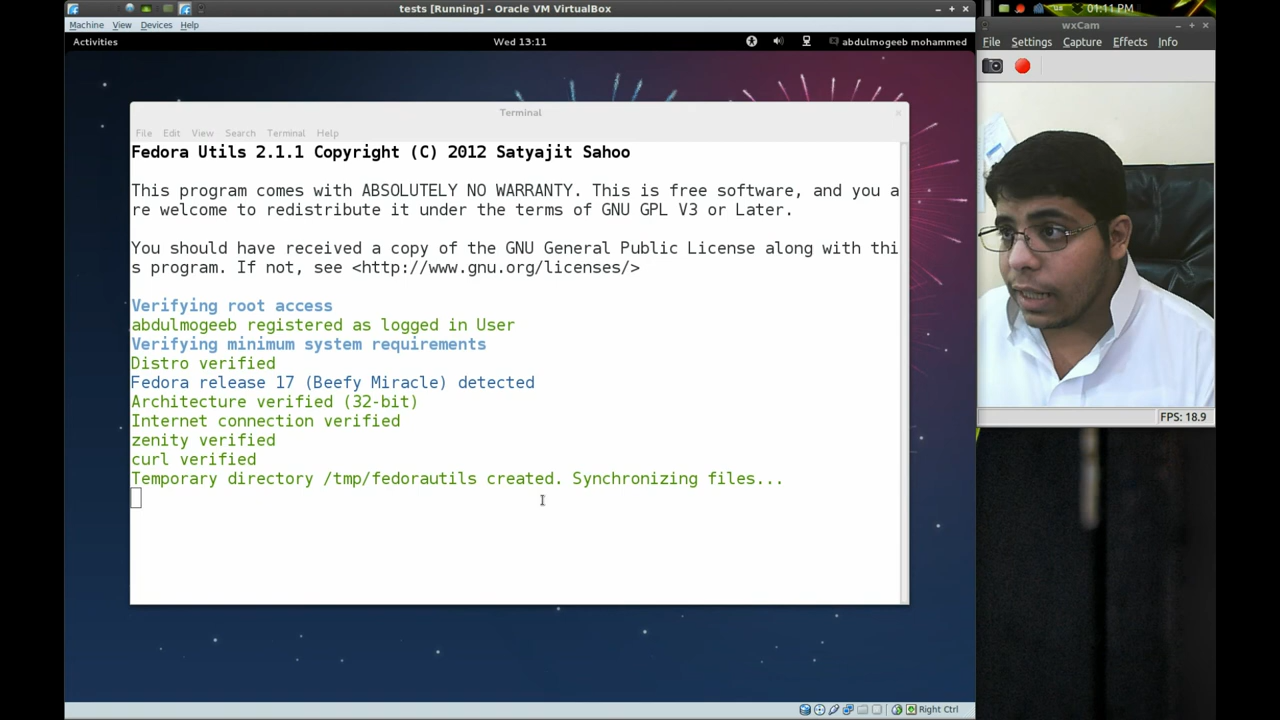 tests [Running] - Oracle VM VirtualBox
01:11 PM
Machine View Devices Help
wxCam
Activities
Wed 13:11
abdulmogeeb mohammed
File Settings Capture Effects Info
Terminal
File Edit View Search Terminal Help
Fedora Utils 2.1.1 Copyright (C) 2012 Satyajit Sahoo
This program comes with ABSOLUTELY NO WARRANTY. This is free software, and you a
re welcome to redistribute it under the terms of GNU GPL V3 or Later.
You should have received a copy of the GNU General Public License along with thi
s program. If not, see <http://www.gnu.org/licenses/>
Verifying root access
abdulmogeeb registered as logged in User
Verifying minimum system requirements
Distro verified
Fedora release 17 (Beefy Miracle) detected
Architecture verified (32-bit)
Internet connection verified
zenity verified
curl verified
Temporary directory /tmp/fedorautils created. Synchronizing files...
FPS: 18.9
Right Ctrl